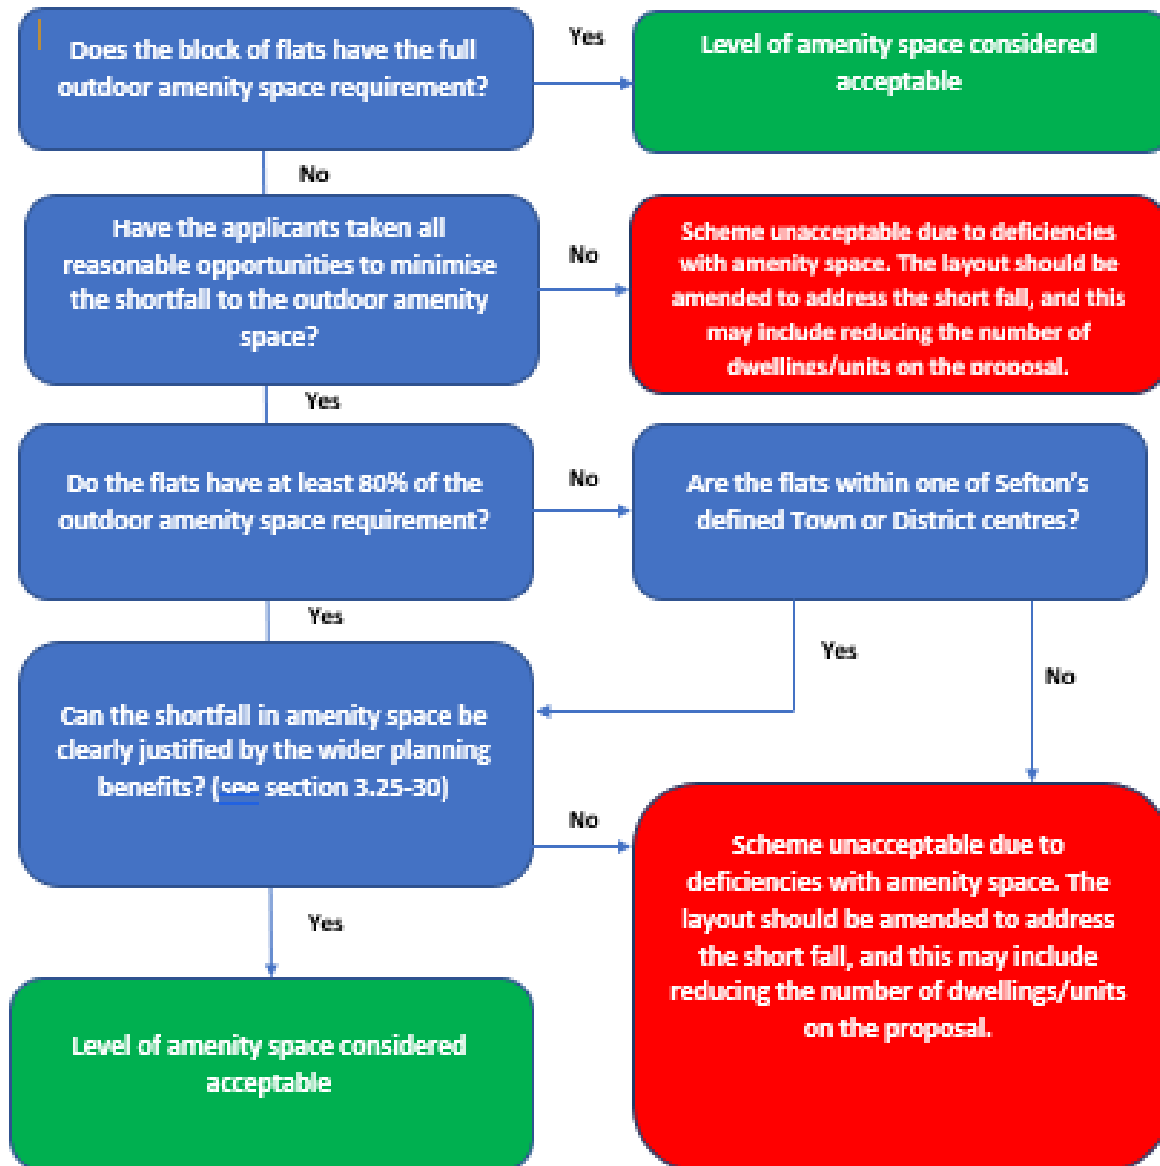 Does the block of flats have the full
outdoor amenity space requirement?
Yes
Level of amenity space considered
acceptable
No
Have the applicants taken all
reasonable opportunities to minimise
the shortfall to the outdoor amenity
space?
No
Scheme unacceptable due to deficiencies
with amenity space. The layout should be
amended to address the short fall, and this
may include reducing the number of
dwellings/units on the proposal.
Yes
Do the flats have at least 80% of the
outdoor amenity space requirement?
No
Are the flats within one of Sefton's
defined Town or District centres?
Yes
Yes
No
Can the shortfall in amenity space be
clearly justified by the wider planning
benefits? (see section 3.25-30)
No
Scheme unacceptable due to
deficiencies with amenity space. The
layout should be amended to address
the short fall, and this may include
reducing the number of dwellings/units
on the proposal.
Yes
Level of amenity space considered
acceptable